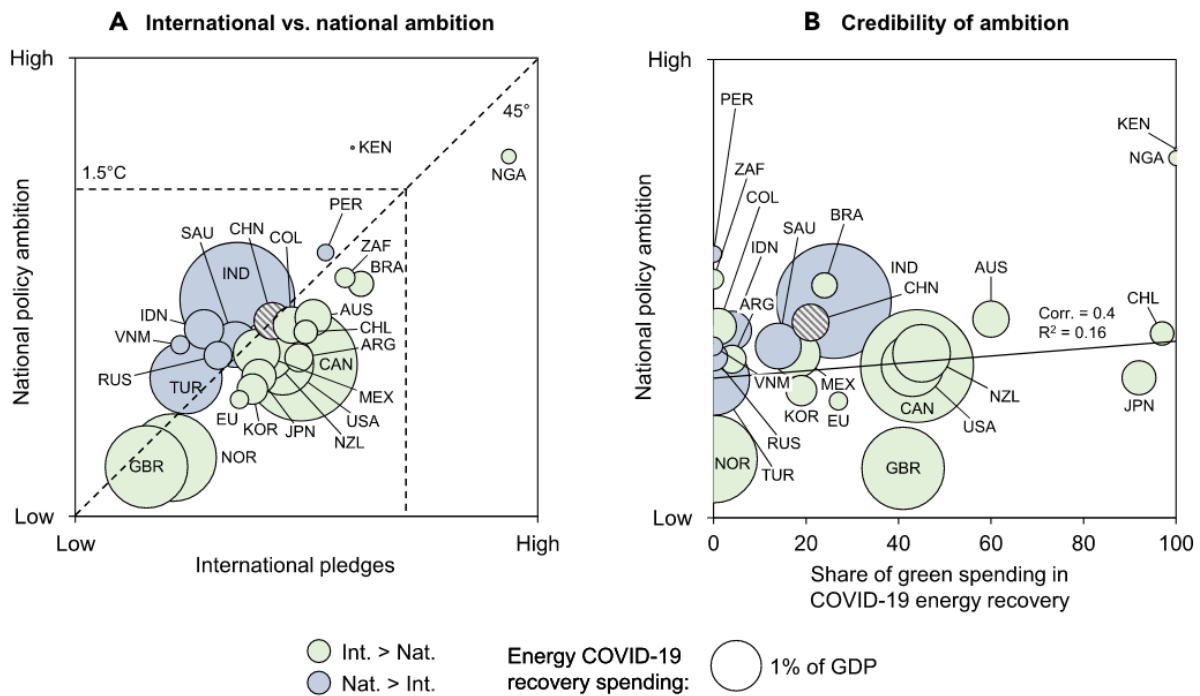 A International vs. national ambition
High
45°
1.5°C
KEN
NGA
PER
SAU
CHN
COL
ZAF
BRA
IND
IDN
VNM
AUS
CHL
ARG
RUS
TUR
CAN
MEX
USA
EU
KOR
JPN
NZL
GBR
NOR
National policy ambition
Low
Low
High
International pledges
B Credibility of ambition
High
PER
KEN
NGA
ZAF
COL
BRA
IDN
SAU
IND
CHN
AUS
ARG
Corr. = 0.4
R² = 0.16
CHL
VNM
MEX
NZL
KOR
EU
CAN
USA
JPN
RUS
TUR
NOR
GBR
National policy ambition
Low
0 20 40 60 80 100
Share of green spending in
COVID-19 energy recovery
Int. > Nat.
Nat. > Int.
Energy COVID-19
recovery spending:
1% of GDP